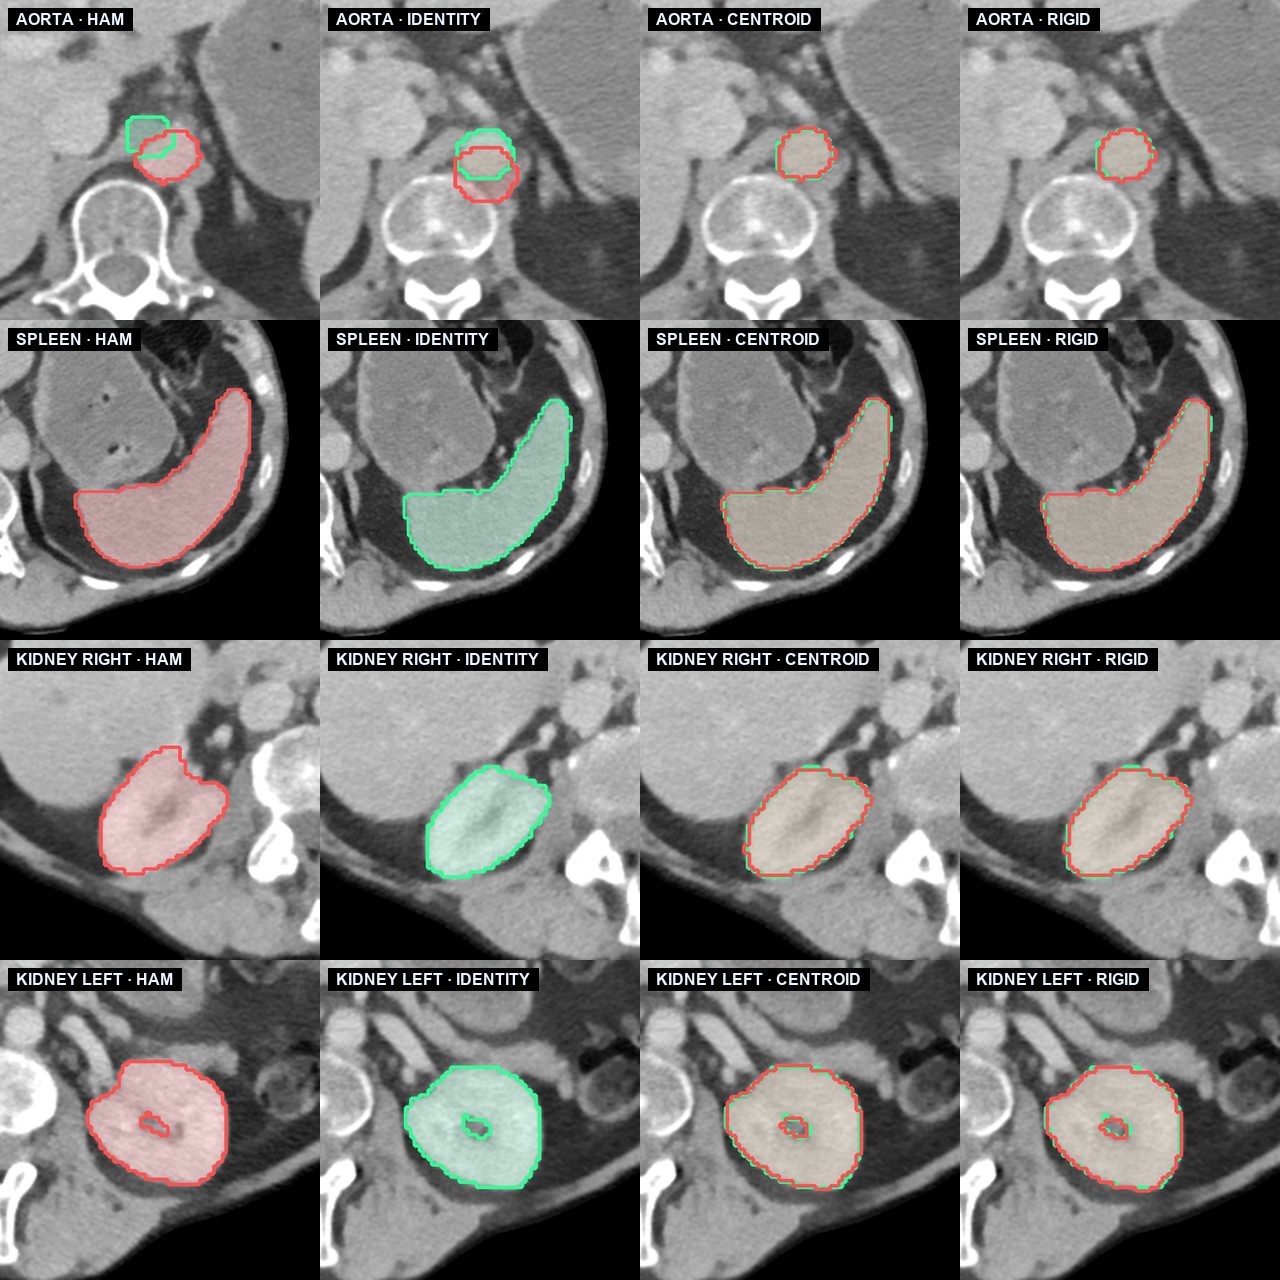 AORTA · HAM
AORTA · IDENTITY
AORTA · CENTROID
AORTA · RIGID
SPLEEN · HAM
SPLEEN · IDENTITY
SPLEEN · CENTROID
SPLEEN · RIGID
KIDNEY RIGHT · HAM
KIDNEY RIGHT · IDENTITY
KIDNEY RIGHT · CENTROID
KIDNEY RIGHT · RIGID
KIDNEY LEFT · HAM
KIDNEY LEFT · IDENTITY
KIDNEY LEFT · CENTROID
KIDNEY LEFT · RIGID